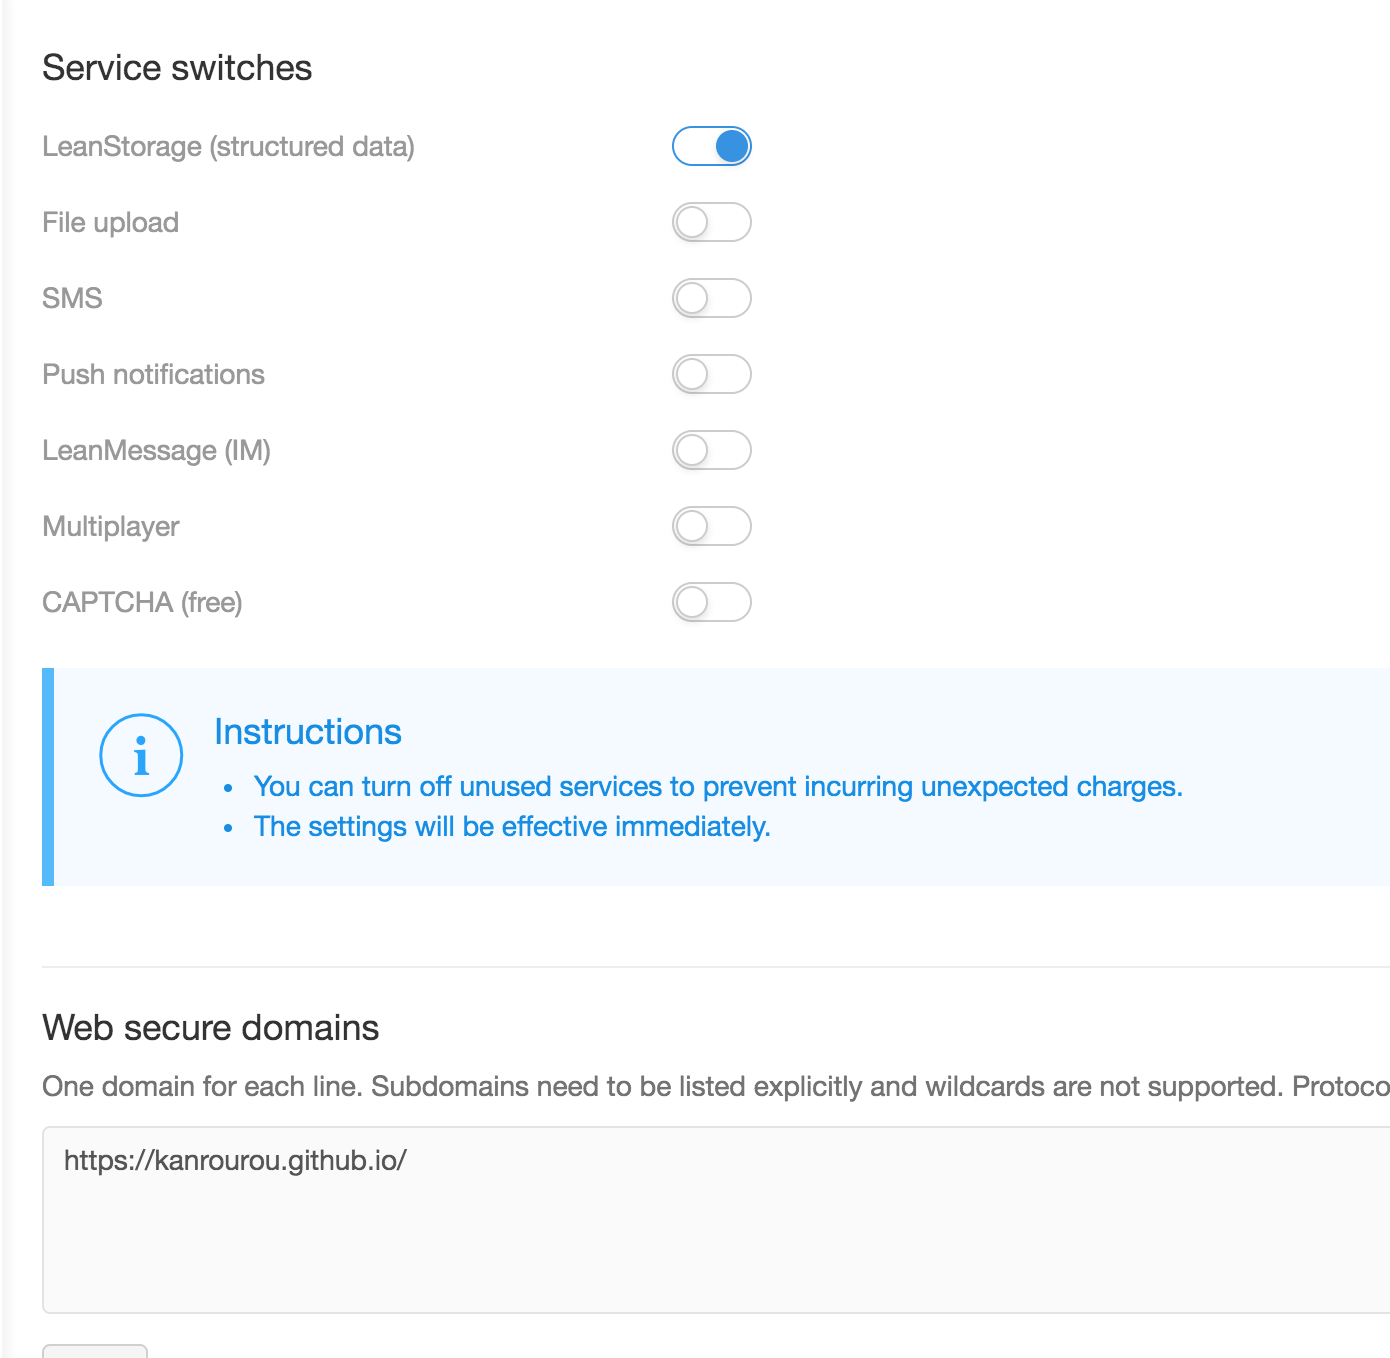 Service switches
LeanStorage (structured data)
File upload
SMS
Push notifications
LeanMessage (IM)
Multiplayer
CAPTCHA (free)
Instructions
You can turn off unused services to prevent incurring unexpected charges.
The settings will be effective immediately.
Web secure domains
One domain for each line. Subdomains need to be listed explicitly and wildcards are not supported. Protoco
https://kanrourou.github.io/